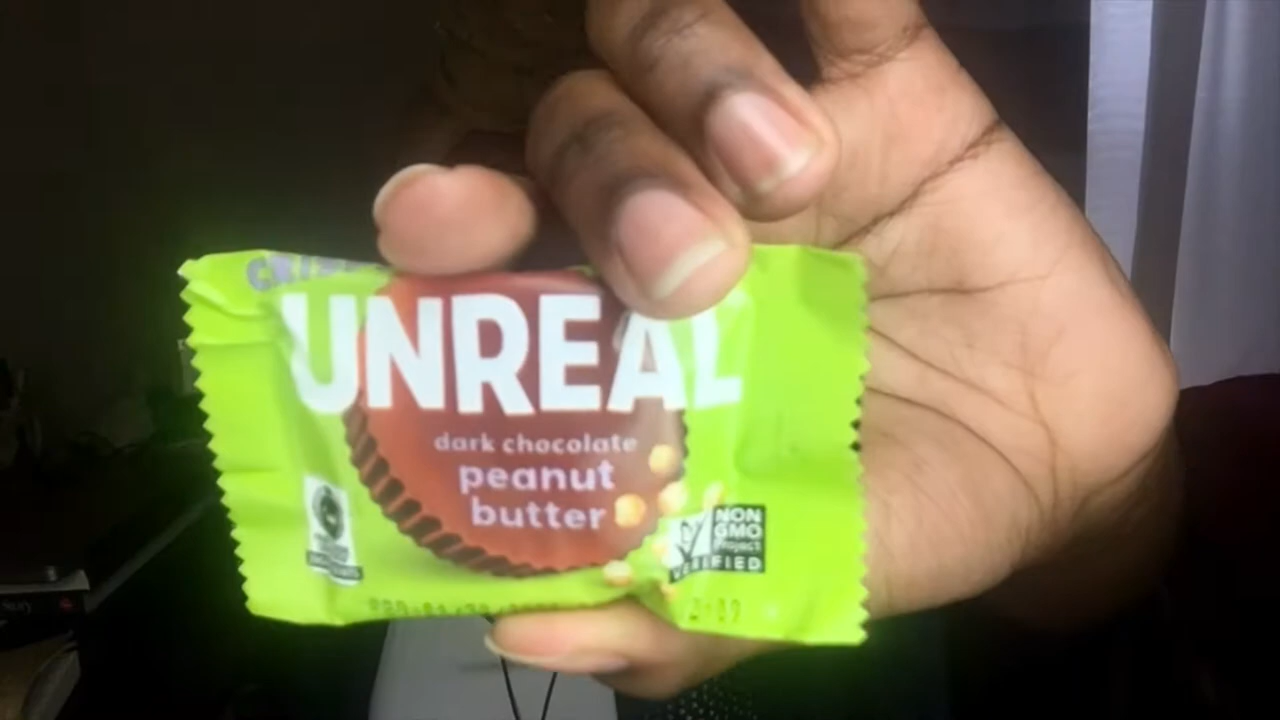 UNREAL
dark chocolate
peanut
butter
NON
GMO
Project
VERIFIED